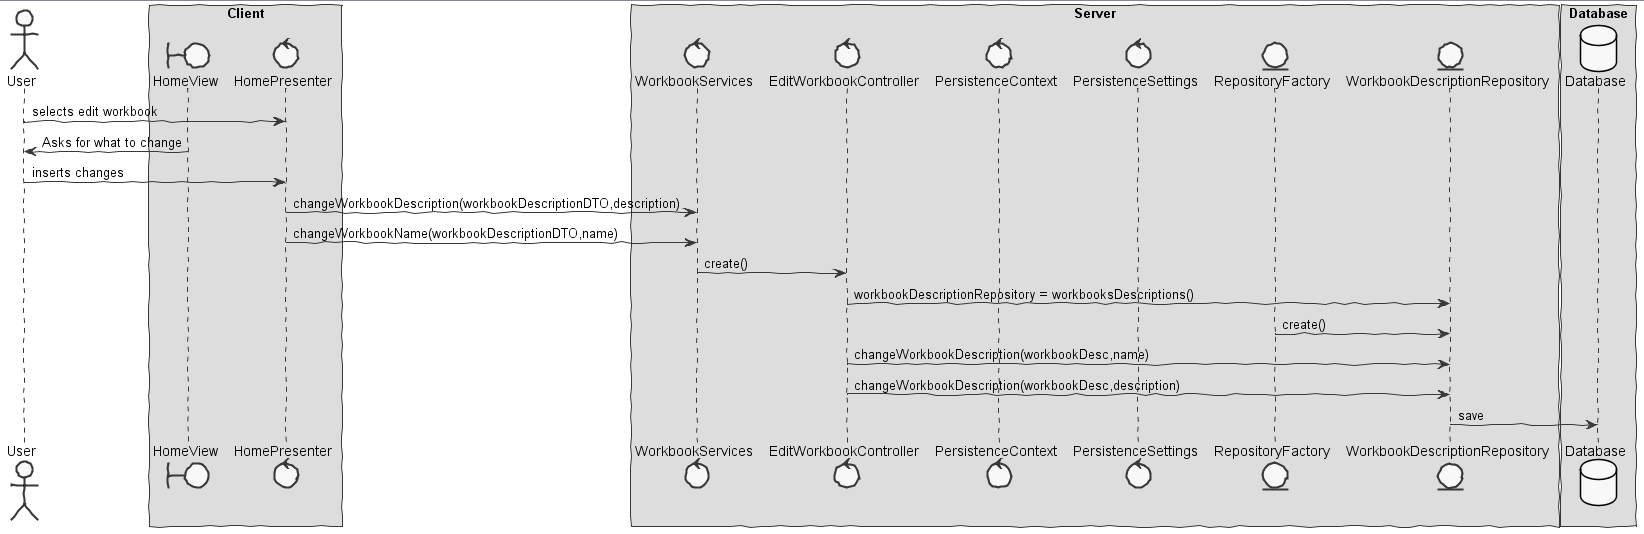 Client
Server
Database
User
HomeView
HomePresenter
WorkbookServices
EditWorkbookController
PersistenceContext
PersistenceSettings
RepositoryFactory
WorkbookDescriptionRepository
Database
selects edit workbook
Asks for what to change
inserts changes
changeWorkbookDescription(workbookDescriptionDTO,description)
changeWorkbookName(workbookDescriptionDTO,name)
create()
workbookDescriptionRepository = workbooksDescriptions()
create()
changeWorkbookDescription(workbookDesc,name)
changeWorkbookDescription(workbookDesc,description)
save
User
HomeView
HomePresenter
WorkbookServices
EditWorkbookController
PersistenceContext
PersistenceSettings
RepositoryFactory
WorkbookDescriptionRepository
Database